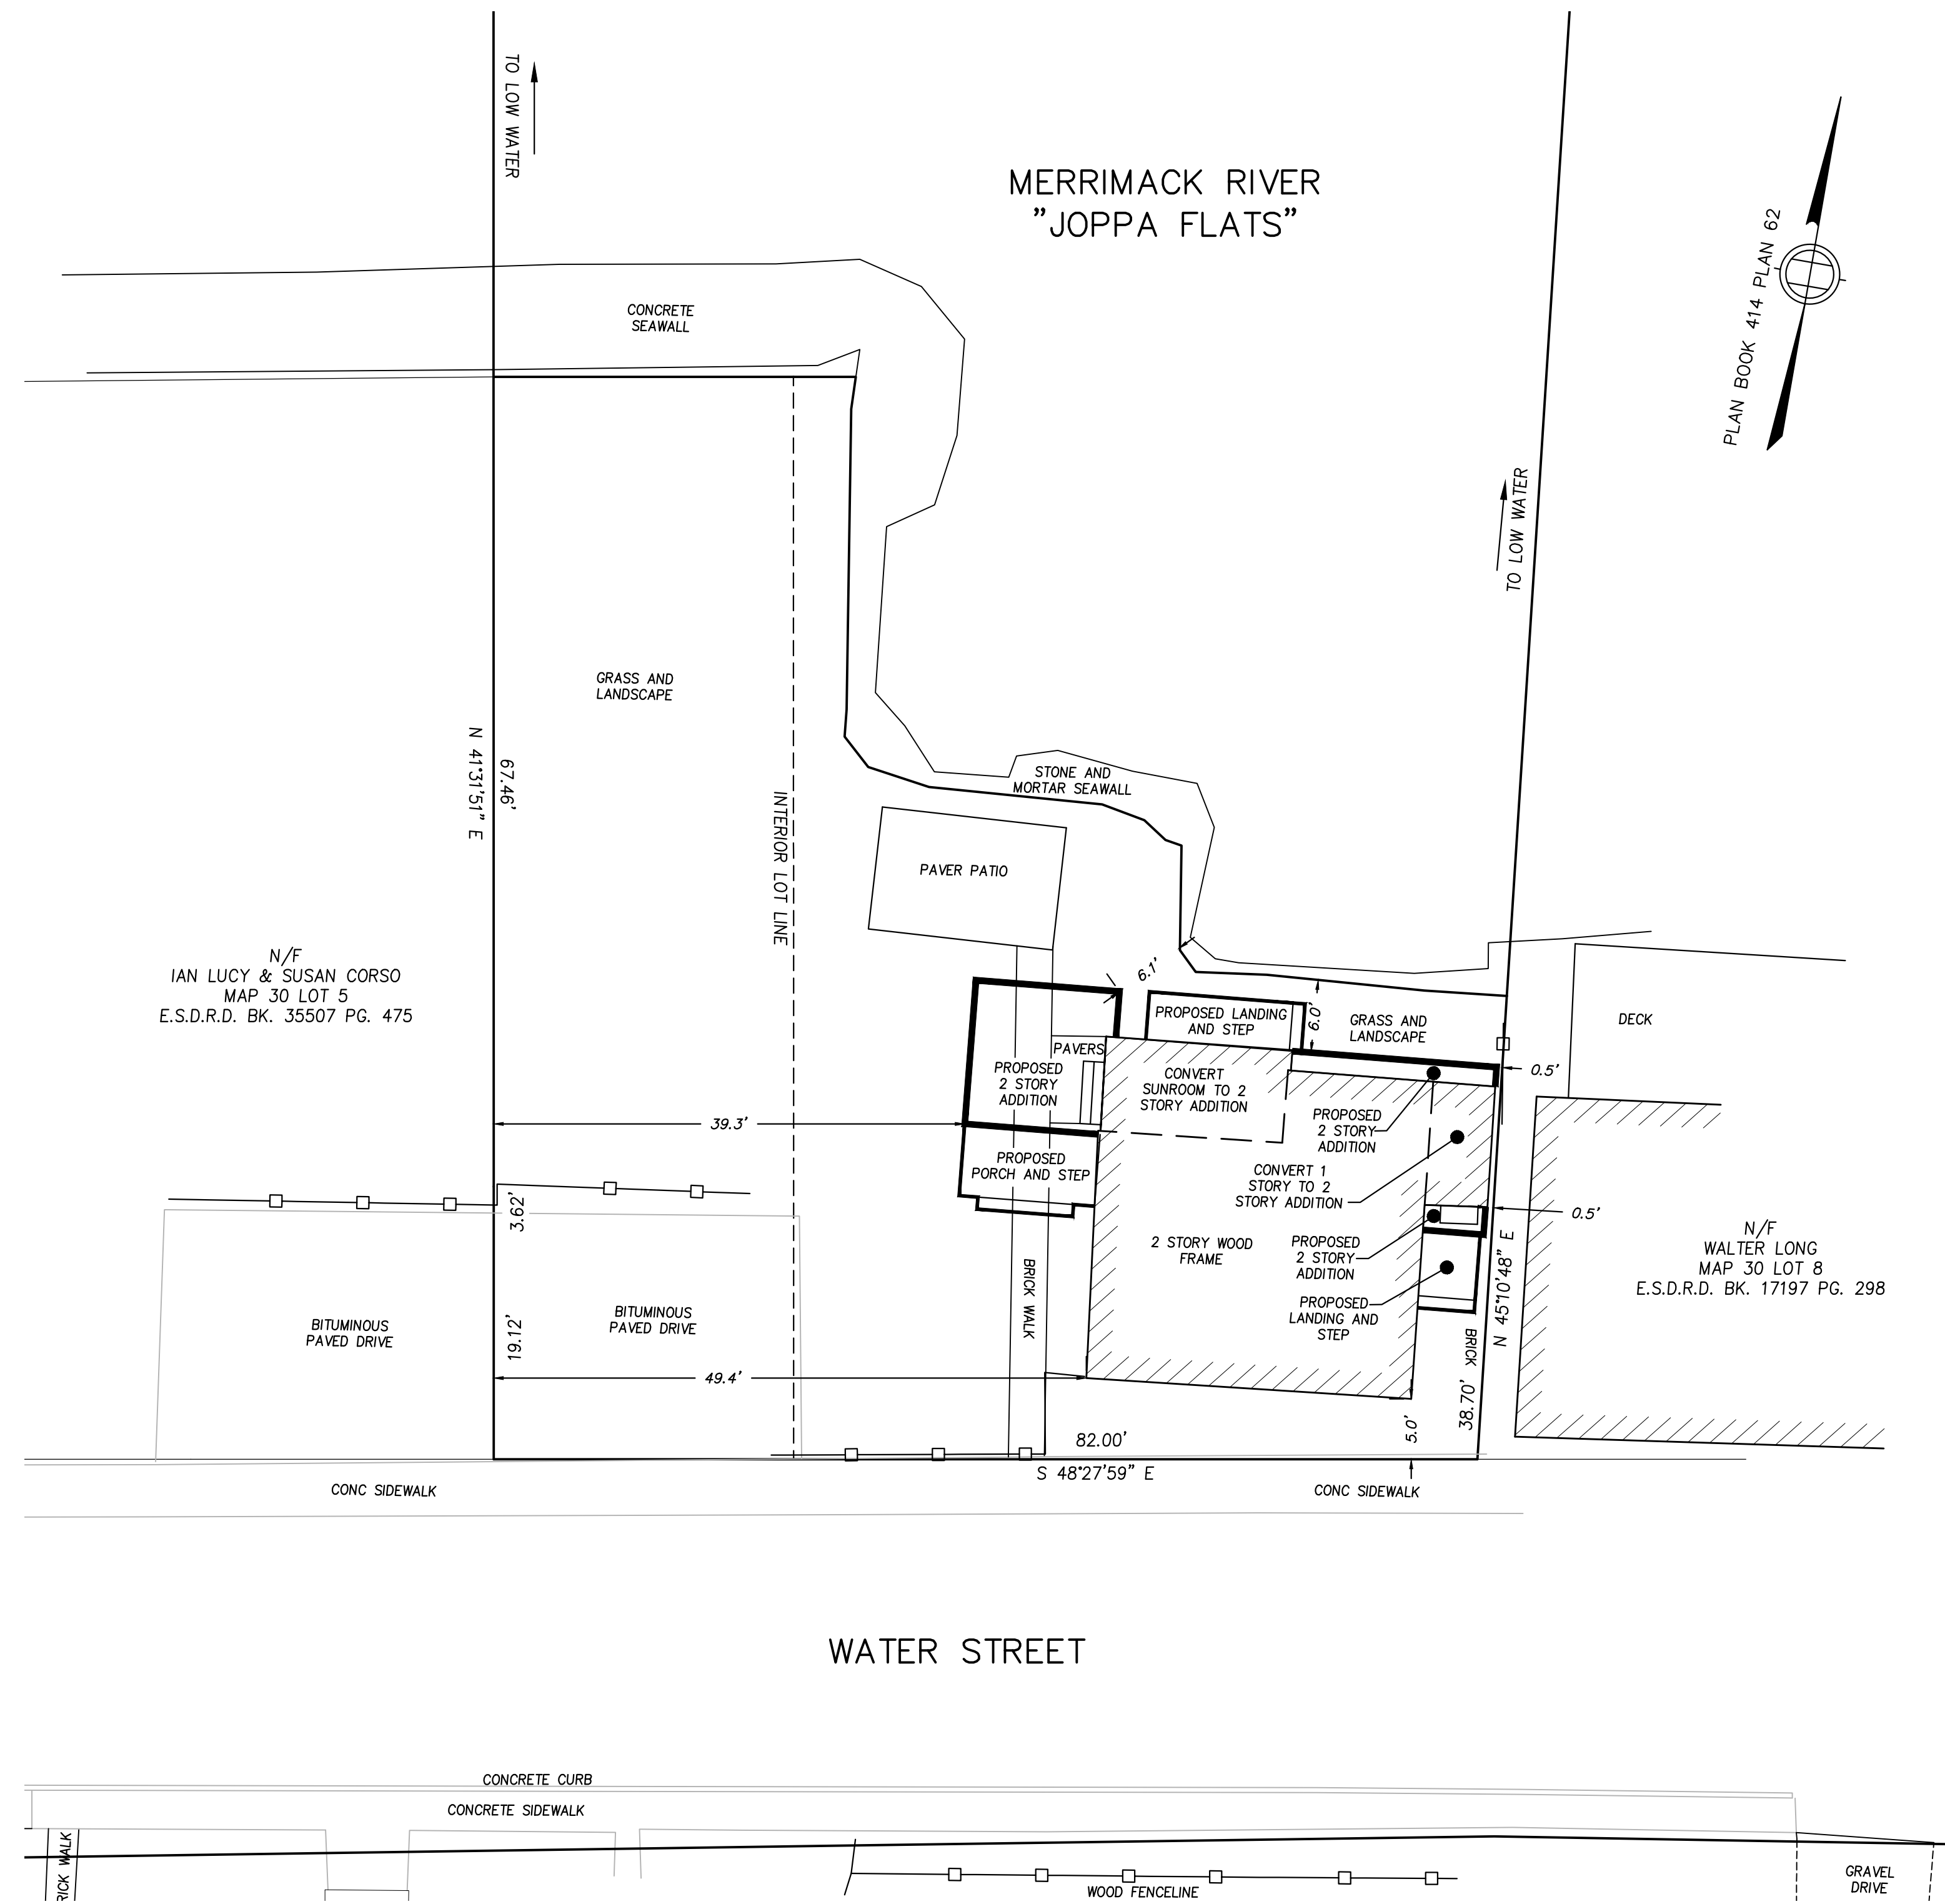 TO LOW WATER
MERRIMACK RIVER
"JOPPA FLATS"
PLAN BOOK 414 PLAN 62
CONCRETE
SEAWALL
TO LOW WATER
GRASS AND
LANDSCAPE
N 41°31'51" E
67.46'
INTERIOR LOT LINE
STONE AND
MORTAR SEAWALL
PAVER PATIO
N/F
IAN LUCY & SUSAN CORSO
MAP 30 LOT 5
E.S.D.R.D. BK. 35507 PG. 475
6.1'
PROPOSED LANDING
AND STEP
6.0'
GRASS AND
LANDSCAPE
DECK
PAVERS
PROPOSED
2 STORY
ADDITION
CONVERT
SUNROOM TO 2
STORY ADDITION
0.5'
PROPOSED
2 STORY
ADDITION
39.3'
PROPOSED
PORCH AND STEP
CONVERT 1
STORY TO 2
STORY ADDITION
3.62'
0.5'
2 STORY WOOD
FRAME
PROPOSED
2 STORY
ADDITION
N/F
WALTER LONG
MAP 30 LOT 8
E.S.D.R.D. BK. 17197 PG. 298
N 45°10'48" E
BRICK WALK
PROPOSED
LANDING AND
STEP
BITUMINOUS
PAVED DRIVE
BITUMINOUS
PAVED DRIVE
19.12'
BRICK
49.4'
38.70'
5.0'
82.00'
S 48°27'59" E
CONC SIDEWALK
CONC SIDEWALK
WATER STREET
CONCRETE CURB
CONCRETE SIDEWALK
RICK WALK
WOOD FENCELINE
GRAVEL
DRIVE